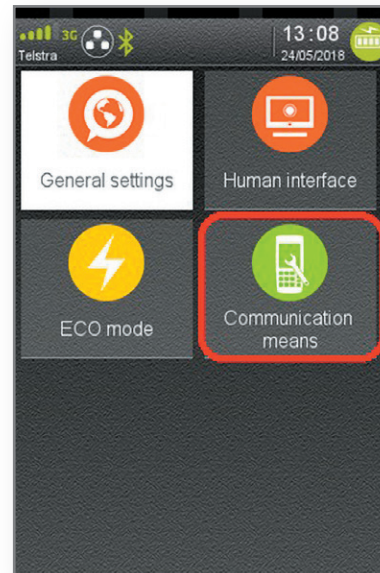 3G
13:08
Telstra
24/05/2018
General settings
Human interface
ECO mode
Communication
means